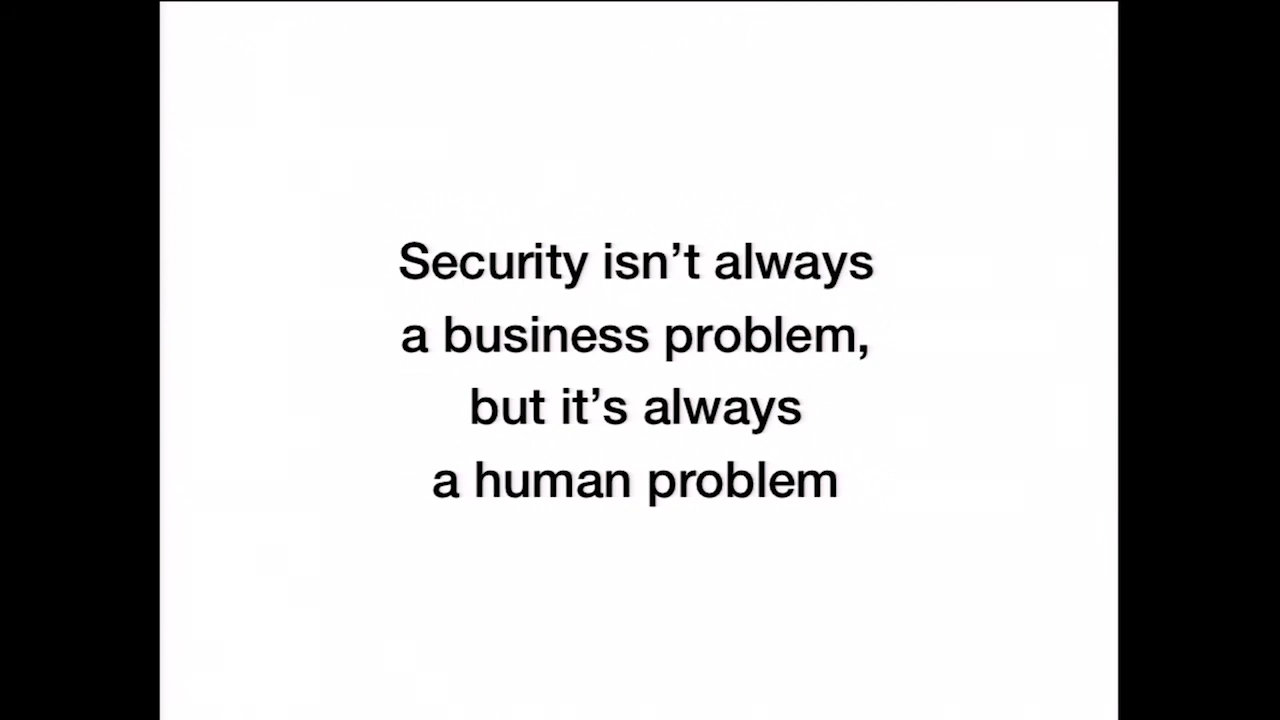 Security isn’t always
a business problem,
but it’s always
a human problem